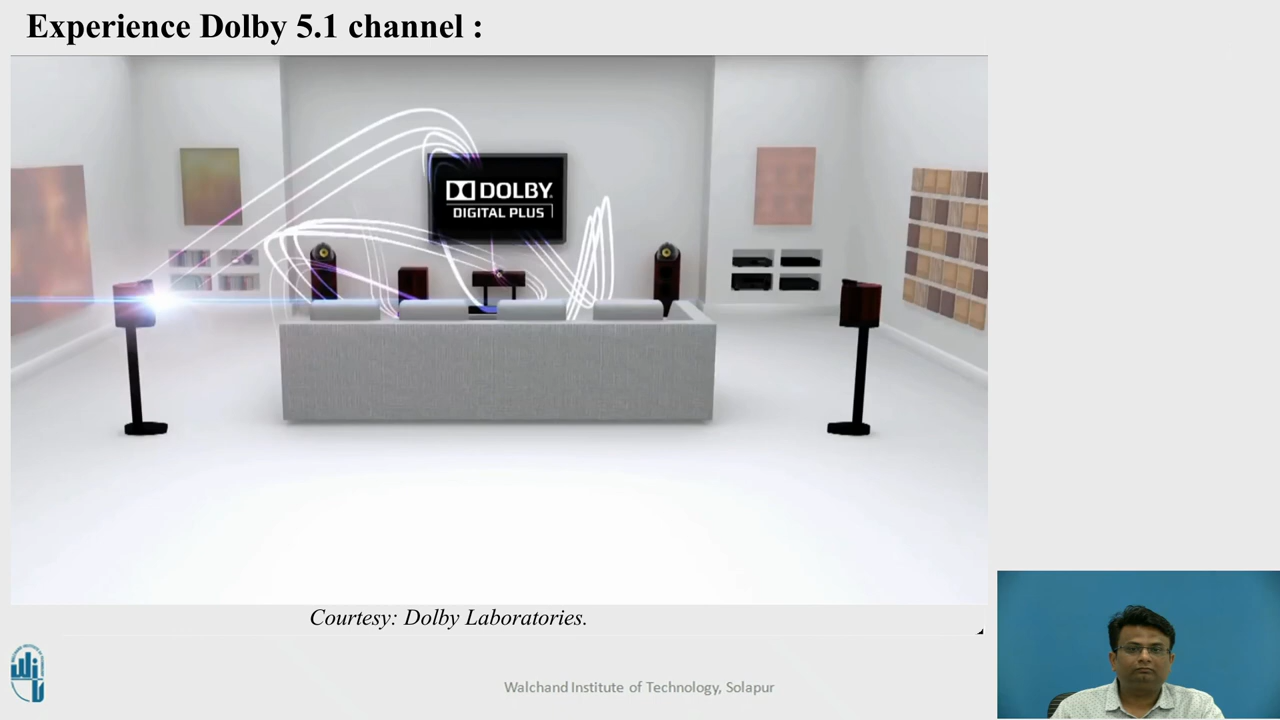 Experience Dolby 5.1 channel :
DOLBY
DIGITAL PLUS
Courtesy: Dolby Laboratories.
Walchand Institute of Technology, Solapur